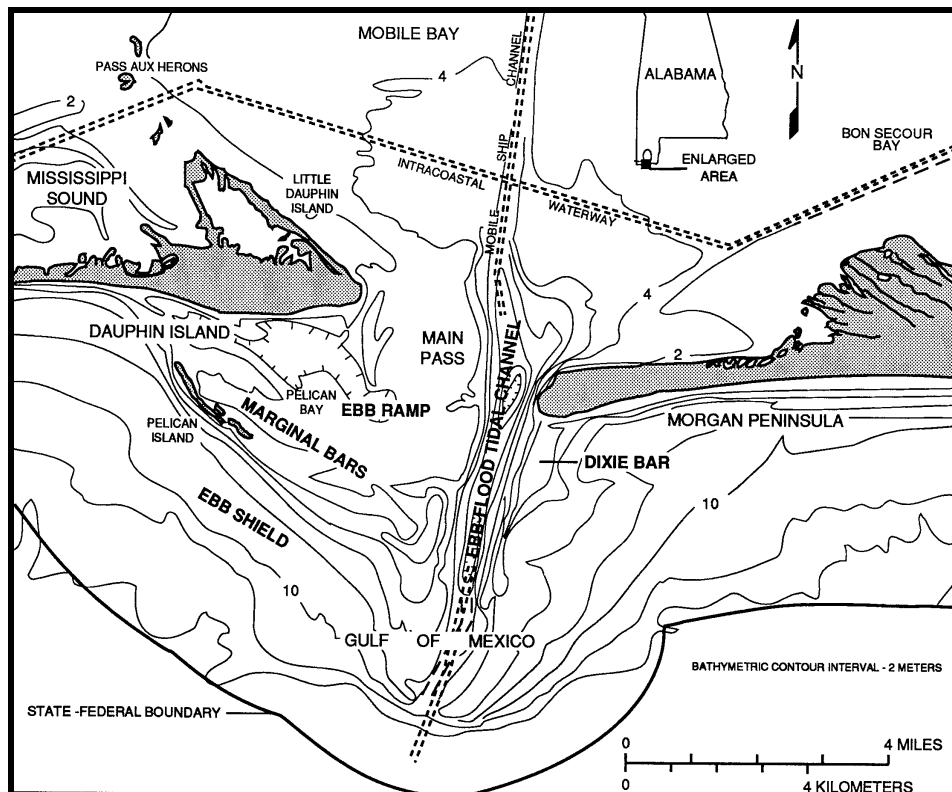 MOBILE BAY
PASS AUX HERONS
CHANNEL
SHIP
MOBILE
ALABAMA
N
ENLARGED
AREA
BON SECOUR
BAY
2
4
MISSISSIPPI
SOUND
LITTLE
DAUPHIN
ISLAND
INTRACOASTAL
WATERWAY
4
2
DAUPHIN ISLAND
MAIN
PASS
PELICAN
BAY
EBB RAMP
PELICAN
ISLAND
MARGINAL BARS
EBB-FLOOD TIDAL CHANNEL
MORGAN PENINSULA
DIXIE BAR
EBB SHIELD
10
10
GULF OF MEXICO
BATHYMETRIC CONTOUR INTERVAL - 2 METERS
STATE -FEDERAL BOUNDARY
0 4 MILES
0 4 KILOMETERS